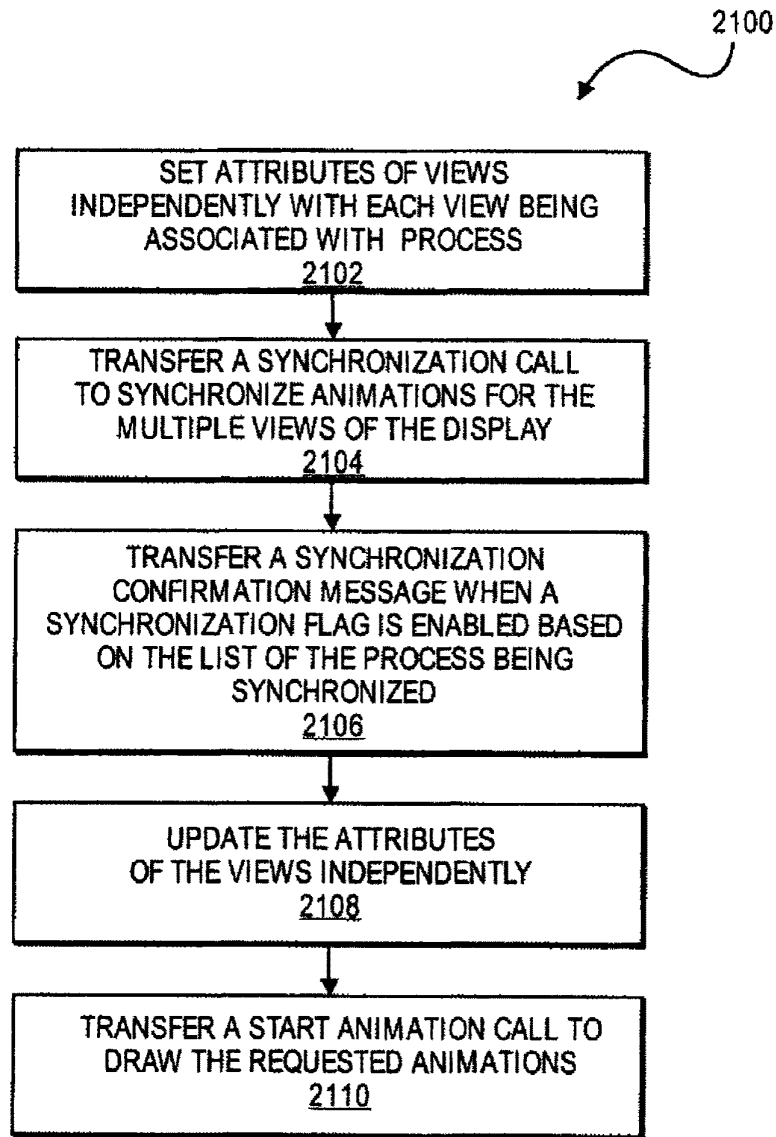 2100
SET ATTRIBUTES OF VIEWS
INDEPENDENTLY WITH EACH VIEW BEING
ASSOCIATED WITH PROCESS
2102
TRANSFER A SYNCHRONIZATION CALL
TO SYNCHRONIZE ANIMATIONS FOR THE
MULTIPLE VIEWS OF THE DISPLAY
2104
TRANSFER A SYNCHRONIZATION
CONFIRMATION MESSAGE WHEN A
SYNCHRONIZATION FLAG IS ENABLED BASED
ON THE LIST OF THE PROCESS BEING
SYNCHRONIZED
2106
UPDATE THE ATTRIBUTES
OF THE VIEWS INDEPENDENTLY
2108
TRANSFER A START ANIMATION CALL TO
DRAW THE REQUESTED ANIMATIONS
2110